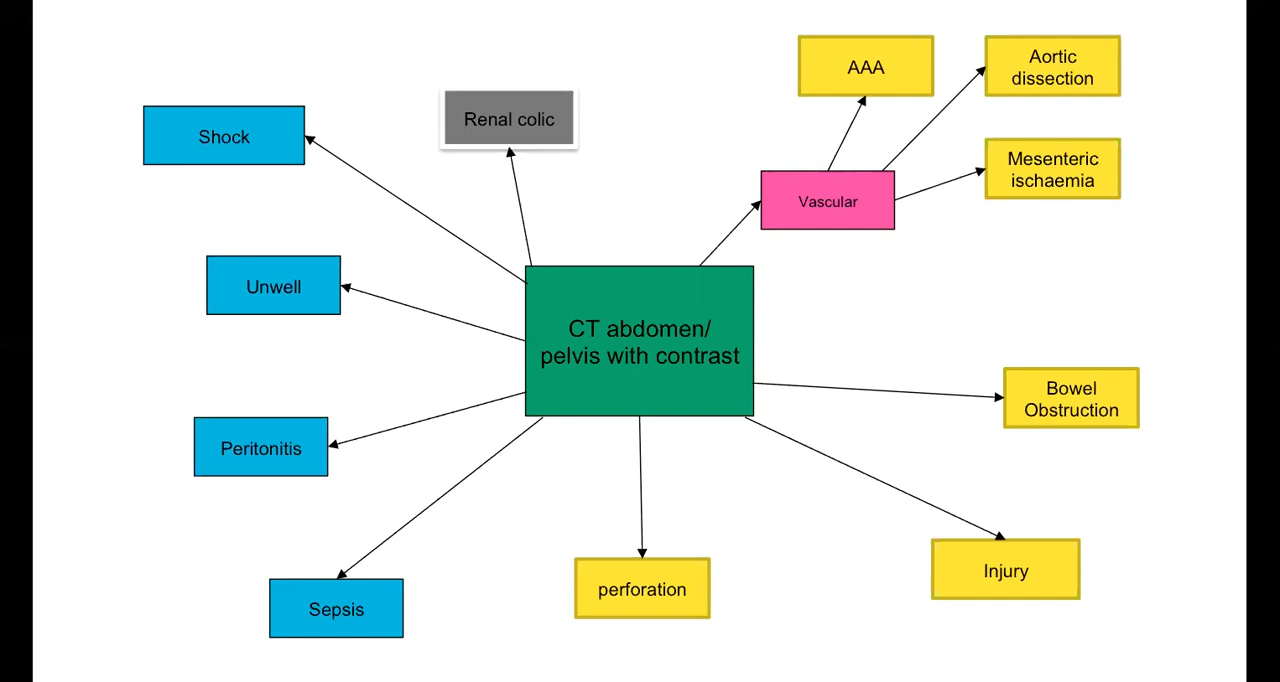 AAA
Aortic
dissection
Shock
Renal colic
Mesenteric
ischaemia
Vascular
Unwell
CT abdomen/
pelvis with contrast
Bowel
Obstruction
Peritonitis
Injury
perforation
Sepsis